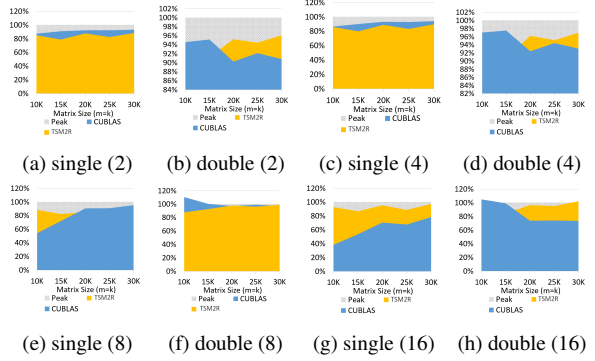 120%
100%
80%
60%
40%
20%
0%
10K 15K 20K 25K 30K
Matrix Size (m=k)
Peak CUBLAS
TSM2R
(a) single (2)
100%
98%
96%
94%
92%
90%
88%
86%
84%
10K 15K 20K 25K 30K
Matrix Size (m=k)
Peak TSM2R
CUBLAS
(b) double (2)
100%
80%
60%
40%
20%
0%
10K 15K 20K 25K 30K
Matrix Size (m=k)
Peak CUBLAS
TSM2R
(c) single (4)
100%
98%
96%
94%
92%
90%
88%
86%
84%
82%
10K 15K 20K 25K 30K
Matrix Size (m=k)
Peak TSM2R
CUBLAS
(d) double (4)
120%
100%
80%
60%
40%
20%
0%
10K 15K 20K 25K 30K
Matrix Size (m=k)
Peak TSM2R
CUBLAS
(e) single (8)
120%
100%
80%
60%
40%
20%
0%
10K 15K 20K 25K 30K
Matrix Size (m=k)
Peak CUBLAS
TSM2R
(f) double (8)
120%
100%
80%
60%
40%
20%
0%
10K 15K 20K 25K 30K
Matrix Size (m=k)
Peak TSM2R
CUBLAS
(g) single (16)
120%
100%
80%
60%
40%
20%
0%
10K 15K 20K 25K 30K
Matrix Size (m=k)
Peak TSM2R
CUBLAS
(h) double (16)